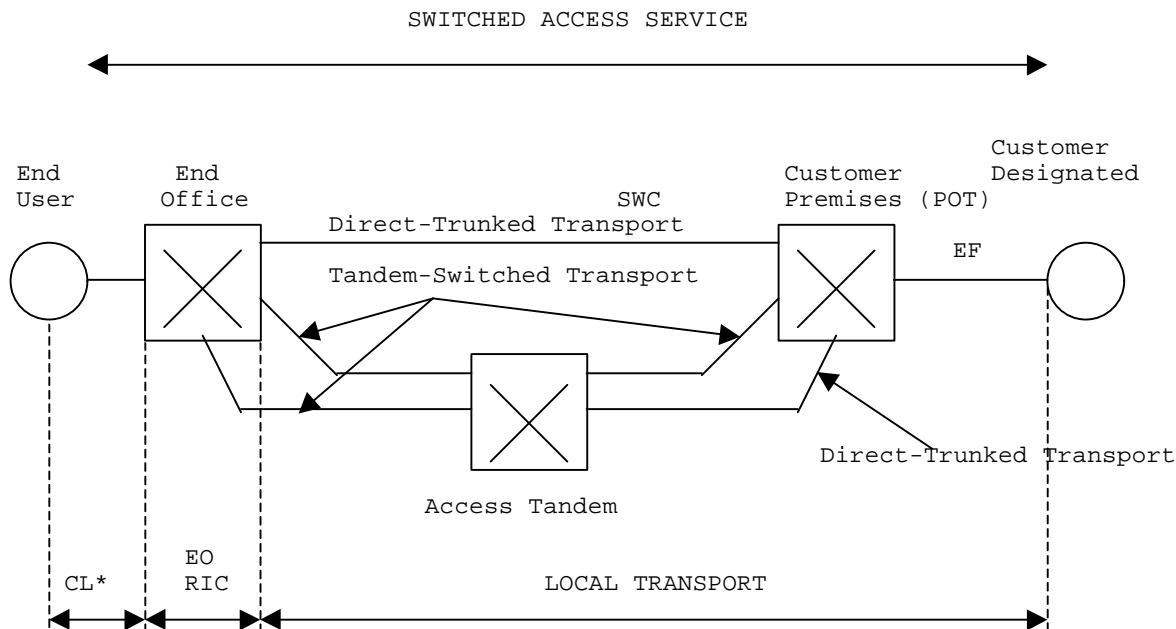 SWITCHED ACCESS SERVICE
End
User
End
Office
SWC
Customer
Premises (POT)
Customer
Designated
Direct-Trunked Transport
EF
Tandem-Switched Transport
Direct-Trunked Transport
Access Tandem
CL*
EO
RIC
LOCAL TRANSPORT